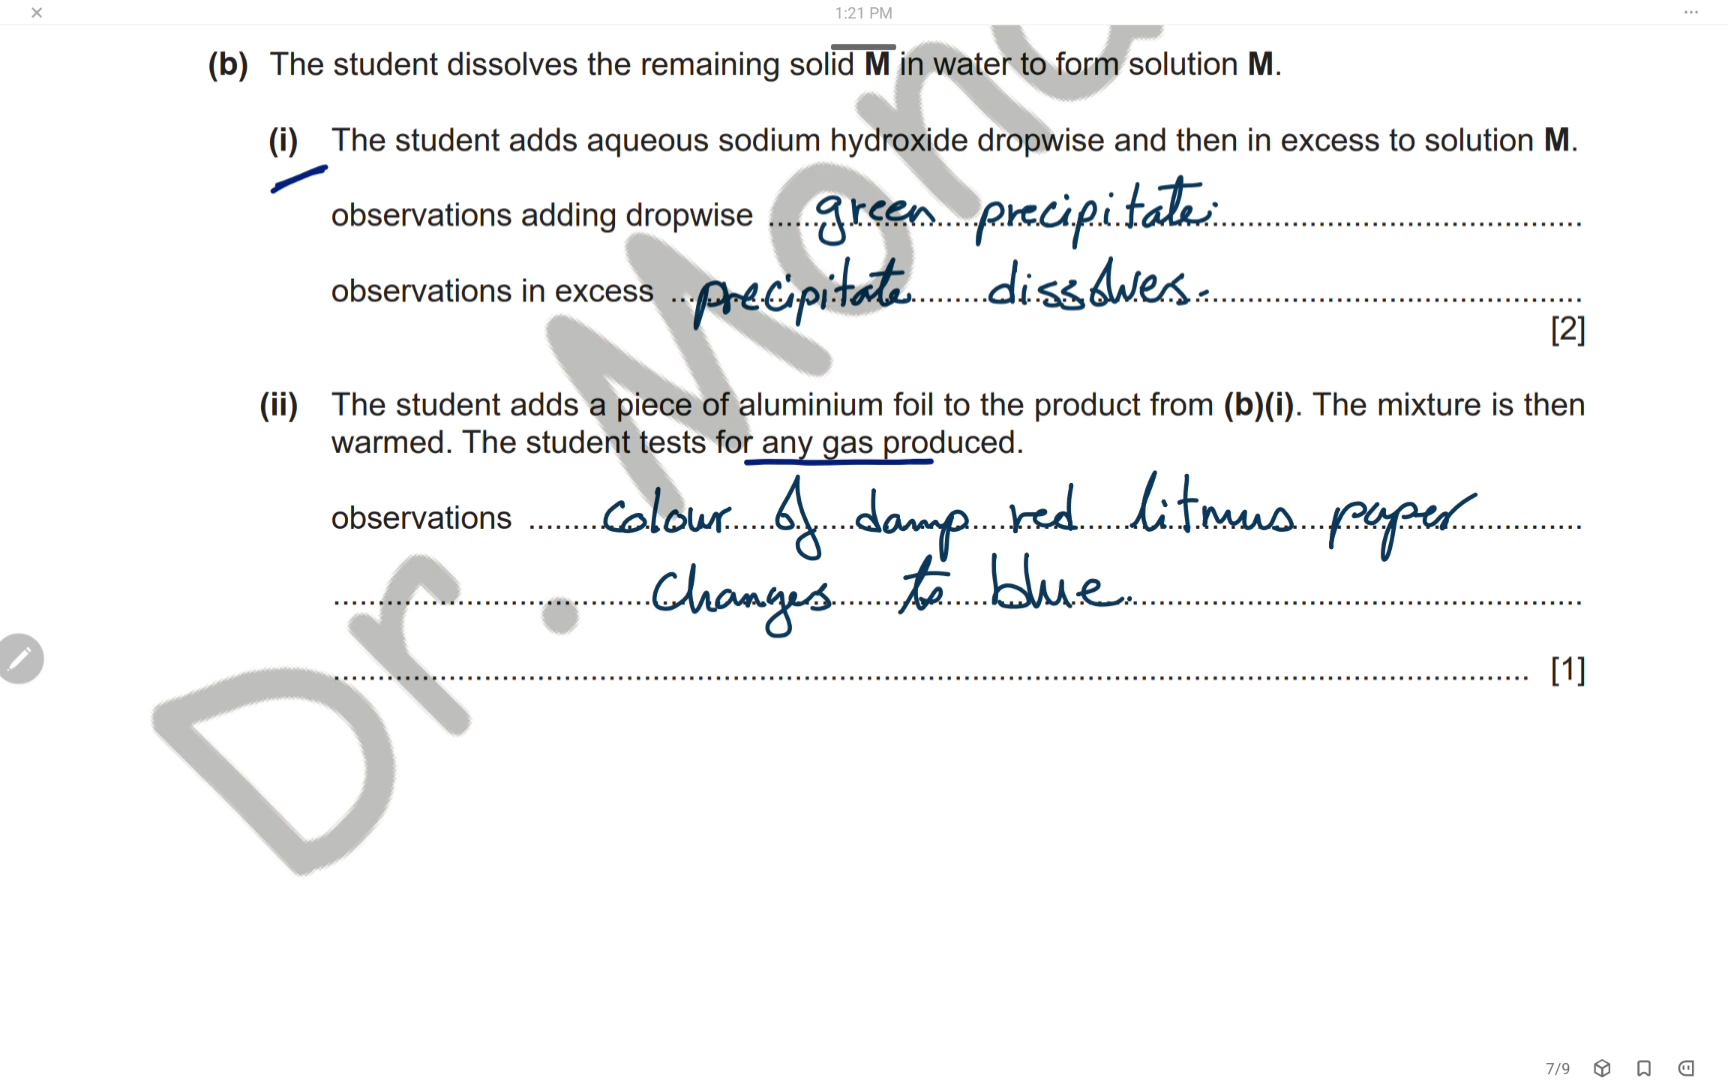 1:21 PM
(b) The student dissolves the remaining solid M in water to form solution M.
(i) The student adds aqueous sodium hydroxide dropwise and then in excess to solution M.
observations adding dropwise ..... green precipitate.
observations in excess ... precipitate dissolves.
[2]
(ii) The student adds a piece of aluminium foil to the product from (b)(i). The mixture is then
warmed. The student tests for any gas produced.
observations ........ colour of damp red litmus paper
changes to blue.
[1]
Dr. Mona
7/9